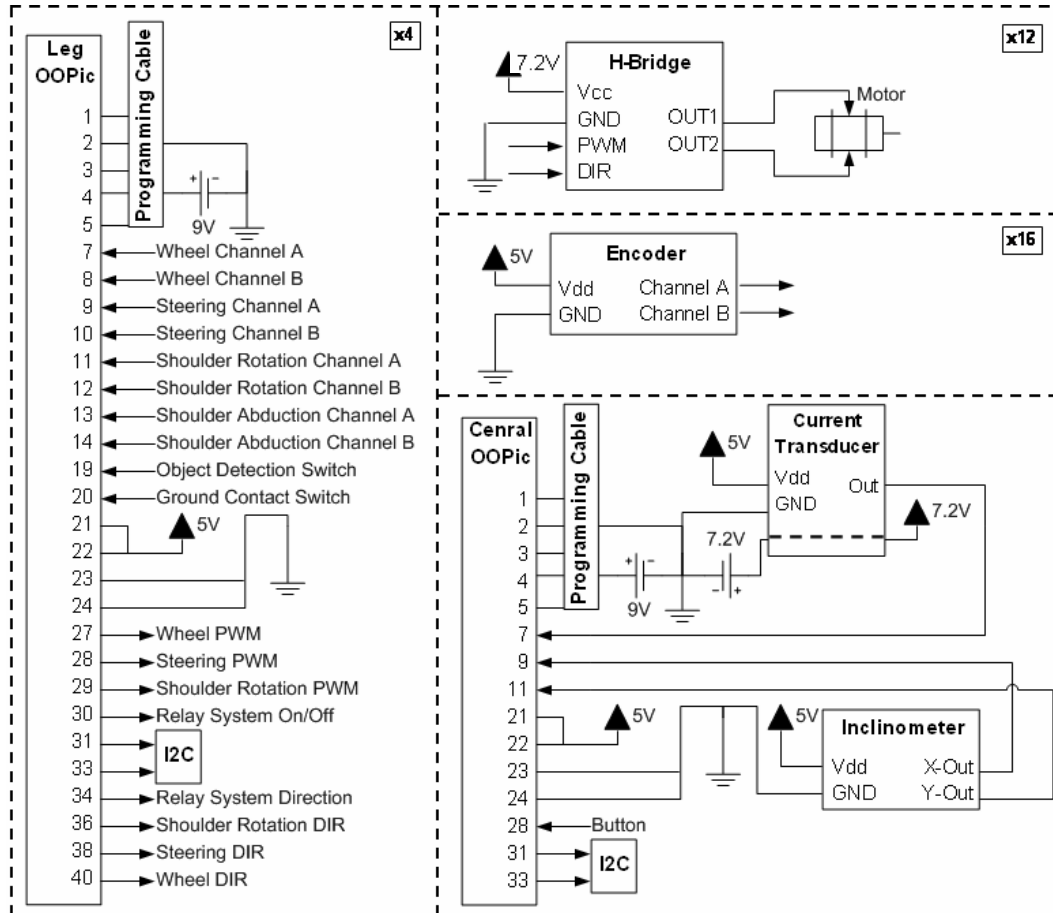 x4
Leg
OOPic
Programming Cable
1
2
3
4
5
+ -
9V
7 Wheel Channel A
8 Wheel Channel B
9 Steering Channel A
10 Steering Channel B
11 Shoulder Rotation Channel A
12 Shoulder Rotation Channel B
13 Shoulder Abduction Channel A
14 Shoulder Abduction Channel B
19 Object Detection Switch
20 Ground Contact Switch
21
5V
22
23
24
27 Wheel PWM
28 Steering PWM
29 Shoulder Rotation PWM
30 Relay System On/Off
31
I2C
33
34 Relay System Direction
36 Shoulder Rotation DIR
38 Steering DIR
40 Wheel DIR
x12
7.2V
H-Bridge
Vcc
GND OUT1
PWM OUT2
DIR
Motor
x16
5V
Encoder
Vdd Channel A
GND Channel B
Cenral
OOPic
Programming Cable
1
2
3
4
5
+ -
9V
7.2V
- +
5V
Current
Transducer
Vdd Out
GND
7.2V
7
9
11
21
5V
22
23
24
5V
Inclinometer
Vdd X-Out
GND Y-Out
28 Button
31
I2C
33